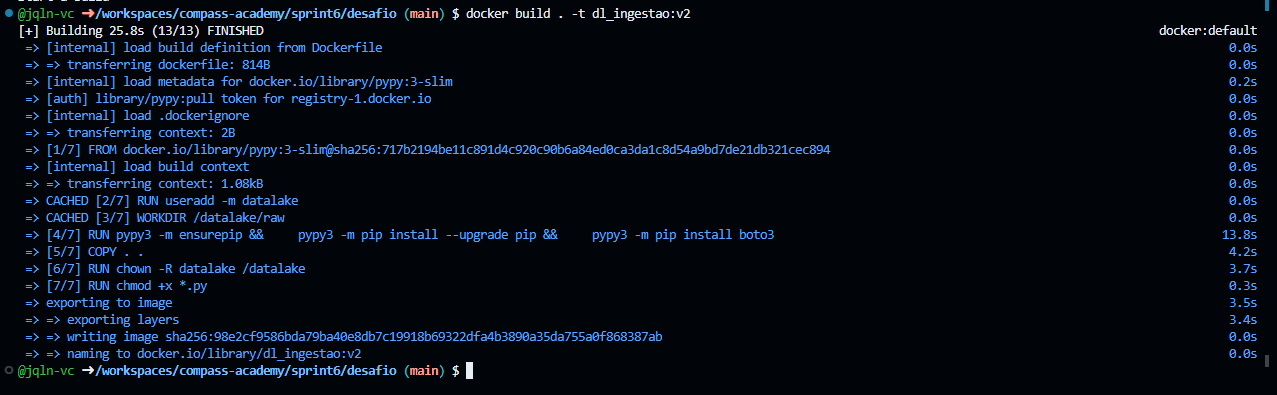 @jqln-vc ➜/workspaces/compass-academy/sprint6/desafio (main) $ docker build . -t dl_ingestao:v2
[+] Building 25.8s (13/13) FINISHED docker:default
=> [internal] load build definition from Dockerfile 0.0s
=> => transferring dockerfile: 814B 0.0s
=> [internal] load metadata for docker.io/library/pypy:3-slim 0.2s
=> [auth] library/pypy:pull token for registry-1.docker.io 0.0s
=> [internal] load .dockerignore 0.0s
=> => transferring context: 2B 0.0s
=> [1/7] FROM docker.io/library/pypy:3-slim@sha256:717b2194be11c891d4c920c90b6a84ed0ca3da1c8d54a9bd7de21db321cec894 0.0s
=> [internal] load build context 0.0s
=> => transferring context: 1.08kB 0.0s
=> CACHED [2/7] RUN useradd -m datalake 0.0s
=> CACHED [3/7] WORKDIR /datalake/raw 0.0s
=> [4/7] RUN pypy3 -m ensurepip &&     pypy3 -m pip install --upgrade pip &&     pypy3 -m pip install boto3 13.8s
=> [5/7] COPY . . 4.2s
=> [6/7] RUN chown -R datalake /datalake 3.7s
=> [7/7] RUN chmod +x *.py 0.3s
=> exporting to image 3.5s
=> => exporting layers 3.4s
=> => writing image sha256:98e2cf9586bda79ba40e8db7c19918b69322dfa4b3890a35da755a0f868387ab 0.0s
=> => naming to docker.io/library/dl_ingestao:v2 0.0s
@jqln-vc ➜/workspaces/compass-academy/sprint6/desafio (main) $